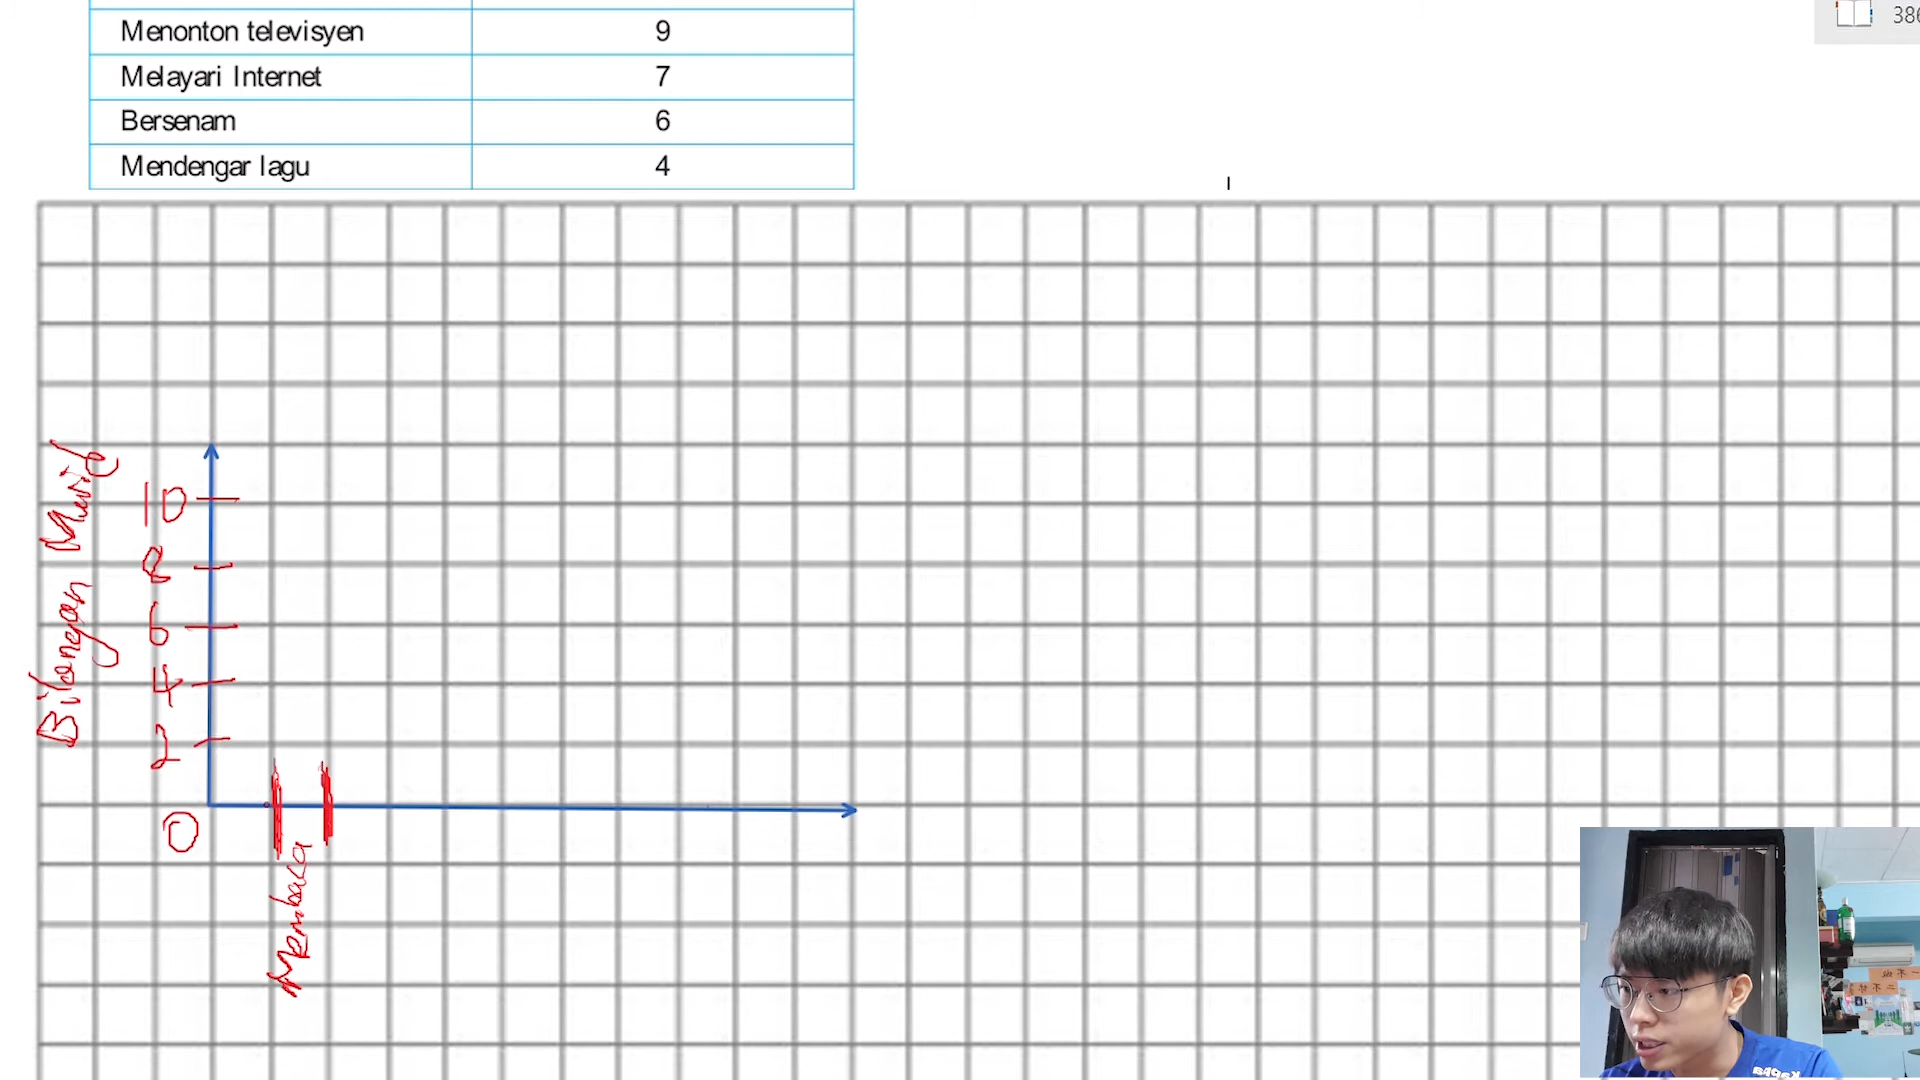 386
Menonton televisyen 9
Melayari Internet 7
Bersenam 6
Mendengar lagu 4
Bilangan Murid
10
8
6
4
2
0
Membaca